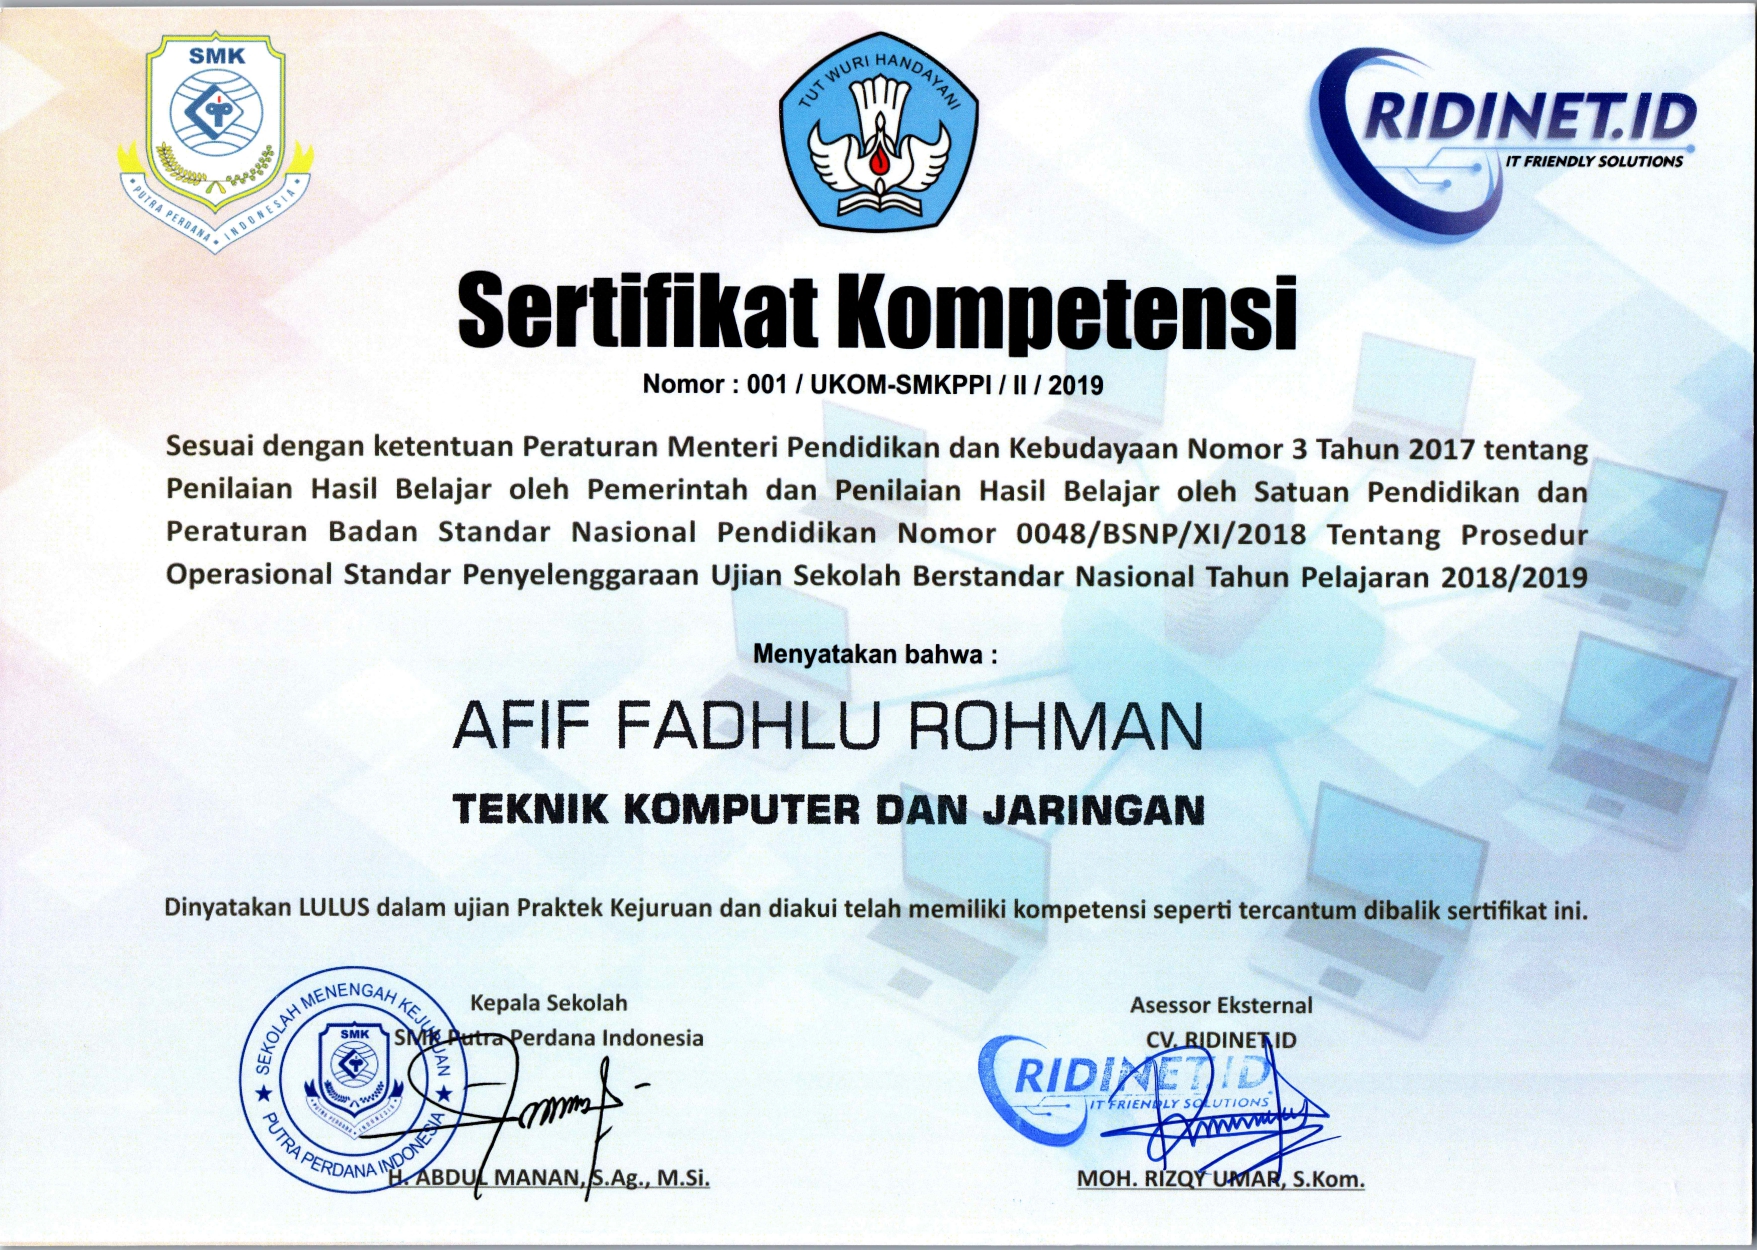 SMK
PUTRA PERDANA INDONESIA
TUT WURI HANDAYANI
RIDINET.ID
IT FRIENDLY SOLUTIONS
Sertifikat Kompetensi
Nomor : 001 / UKOM-SMKPPI / II / 2019
Sesuai dengan ketentuan Peraturan Menteri Pendidikan dan Kebudayaan Nomor 3 Tahun 2017 tentang
Penilaian Hasil Belajar oleh Pemerintah dan Penilaian Hasil Belajar oleh Satuan Pendidikan dan
Peraturan Badan Standar Nasional Pendidikan Nomor 0048/BSNP/XI/2018 Tentang Prosedur
Operasional Standar Penyelenggaraan Ujian Sekolah Berstandar Nasional Tahun Pelajaran 2018/2019
Menyatakan bahwa :
AFIF FADHLU ROHMAN
TEKNIK KOMPUTER DAN JARINGAN
Dinyatakan LULUS dalam ujian Praktek Kejuruan dan diakui telah memiliki kompetensi seperti tercantum dibalik sertifikat ini.
Kepala Sekolah
SMK Putra Perdana Indonesia
SEKOLAH MENENGAH KEJURUAN
PUTRA PERDANA INDONESIA
SMK
PUTRA PERDANA INDONESIA
H. ABDUL MANAN, S.Ag., M.Si.
Asessor Eksternal
CV. RIDINET.ID
RIDINET.ID
IT FRIENDLY SOLUTIONS
MOH. RIZQY UMAR, S.Kom.